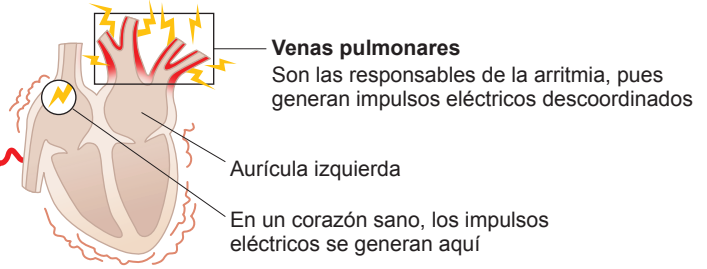 Venas pulmonares
Son las responsables de la arritmia, pues
generan impulsos eléctricos descoordinados
Aurícula izquierda
En un corazón sano, los impulsos
eléctricos se generan aquí